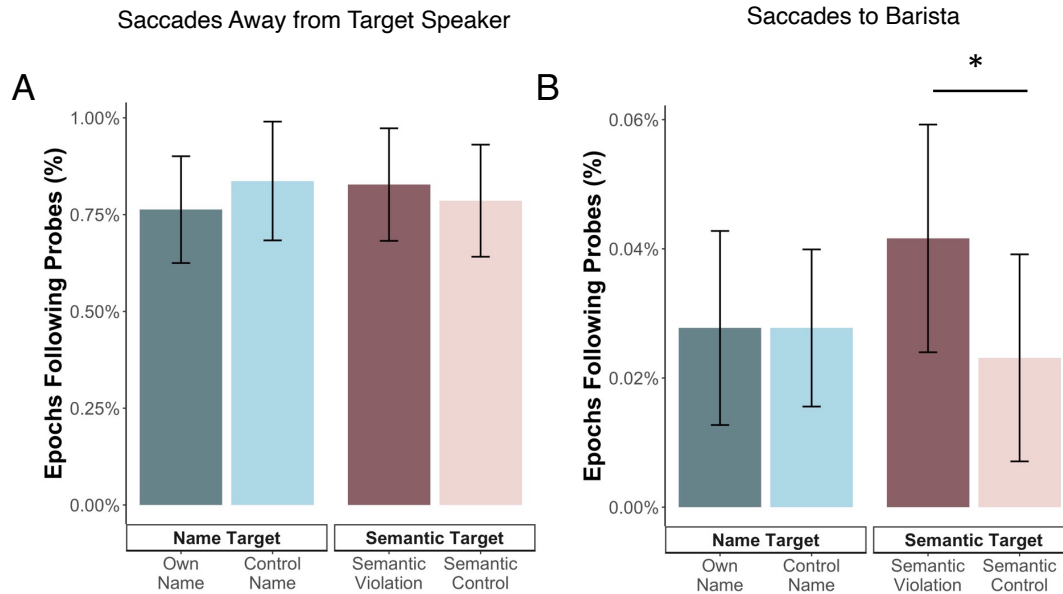 Saccades Away from Target Speaker
A
Epochs Following Probes (%)
1.00%
0.75%
0.50%
0.25%
0.00%
Name Target
Semantic Target
Own
Name
Control
Name
Semantic
Violation
Semantic
Control
Saccades to Barista
B
*
Epochs Following Probes (%)
0.06%
0.04%
0.02%
0.00%
Name Target
Semantic Target
Own
Name
Control
Name
Semantic
Violation
Semantic
Control